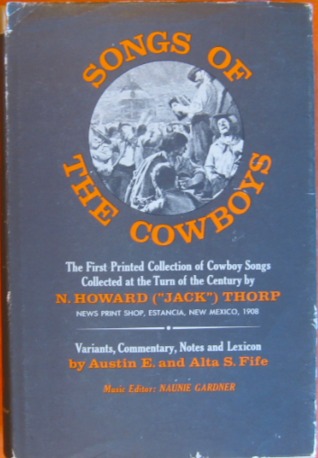 SONGS OF
THE COWBOYS
The First Printed Collection of Cowboy Songs
Collected at the Turn of the Century by
N. HOWARD ("JACK") THORP
NEWS PRINT SHOP, ESTANCIA, NEW MEXICO, 1908
Variants, Commentary, Notes and Lexicon
by Austin E. and Alta S. Fife
Music Editor: NAUNIE GARDNER